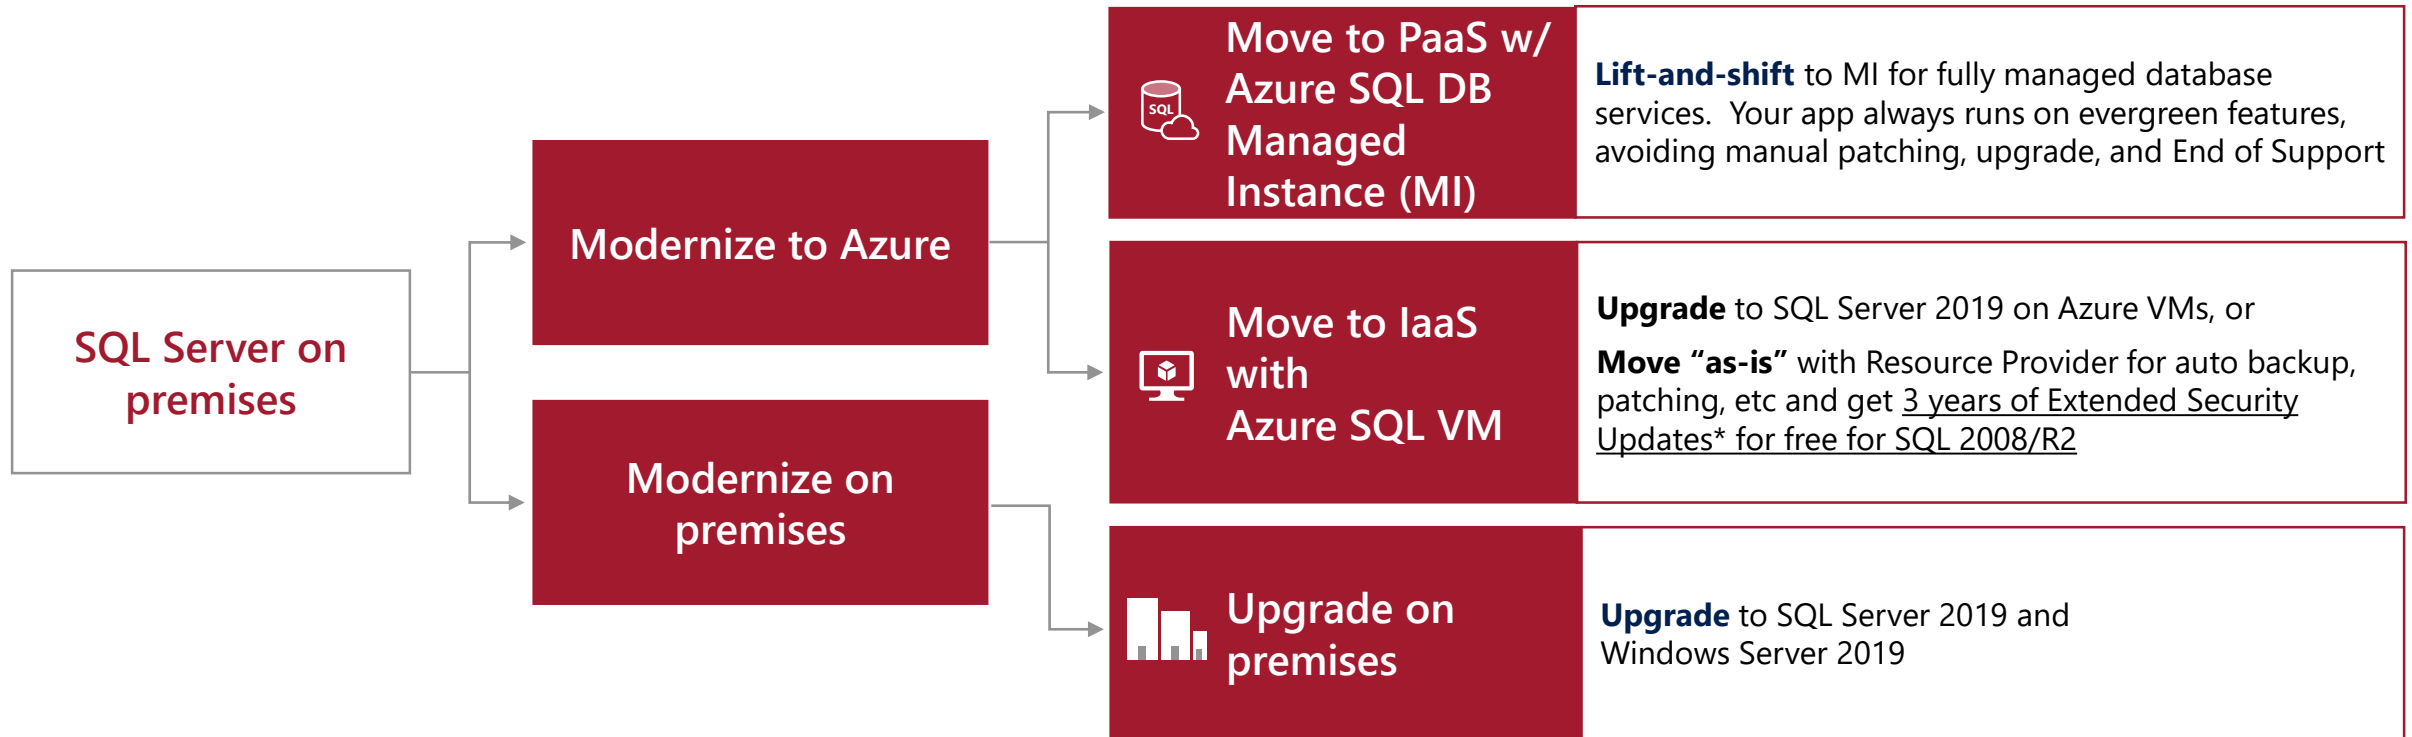 SQL Server on
premises
Modernize to Azure
Modernize on
premises
Move to PaaS w/
Azure SQL DB
Managed
Instance (MI)
SQL
Lift-and-shift to MI for fully managed database
services.  Your app always runs on evergreen features,
avoiding manual patching, upgrade, and End of Support
Move to IaaS
with
Azure SQL VM
Upgrade to SQL Server 2019 on Azure VMs, or
Move “as-is” with Resource Provider for auto backup,
patching, etc and get 3 years of Extended Security
Updates* for free for SQL 2008/R2
Upgrade on
premises
Upgrade to SQL Server 2019 and
Windows Server 2019